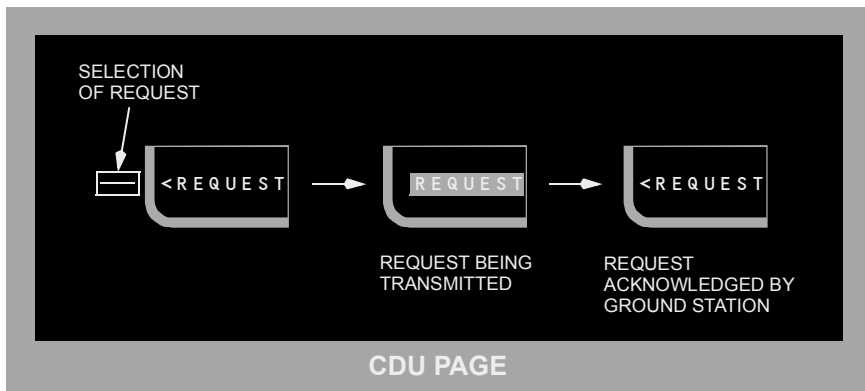 SELECTION
OF REQUEST
<REQUEST
REQUEST
<REQUEST
REQUEST BEING
TRANSMITTED
REQUEST
ACKNOWLEDGED BY
GROUND STATION
CDU PAGE